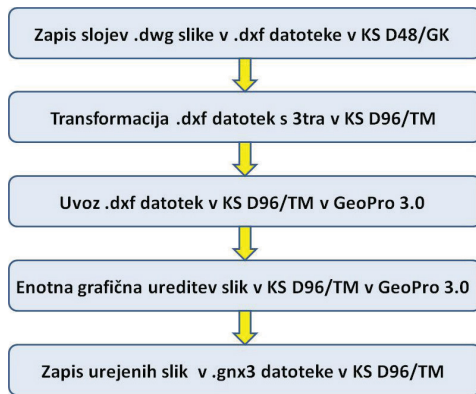 Zapis slojev .dwg slike v .dxf datoteke v KS D48/GK
Transformacija .dxf datotek s 3tra v KS D96/TM
Uvoz .dxf datotek v KS D96/TM v GeoPro 3.0
Enotna grafična ureditev slik v KS D96/TM v GeoPro 3.0
Zapis urejenih slik v .gnx3 datoteke v KS D96/TM